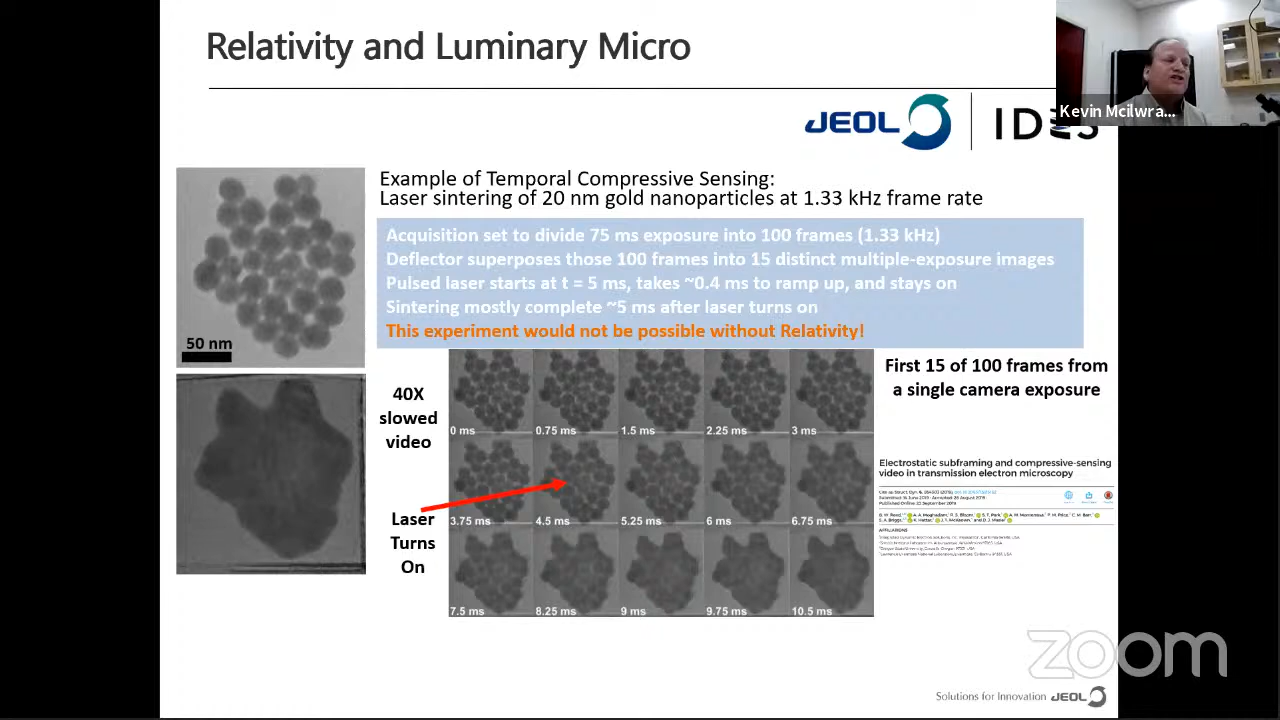 Relativity and Luminary Micro
Kevin Mcilwra...
JEOL
IDES
Example of Temporal Compressive Sensing:
Laser sintering of 20 nm gold nanoparticles at 1.33 kHz frame rate
Acquisition set to divide 75 ms exposure into 100 frames (1.33 kHz)
Deflector superposes those 100 frames into 15 distinct multiple-exposure images
Pulsed laser starts at t = 5 ms, takes ~0.4 ms to ramp up, and stays on
Sintering mostly complete ~5 ms after laser turns on
This experiment would not be possible without Relativity!
50 nm
40X
slowed
video
Laser
Turns
On
0 ms 0.75 ms 1.5 ms 2.25 ms 3 ms
3.75 ms 4.5 ms 5.25 ms 6 ms 6.75 ms
7.5 ms 8.25 ms 9 ms 9.75 ms 10.5 ms
First 15 of 100 frames from
a single camera exposure
Electrostatic subframing and compressive-sensing
video in transmission electron microscopy
AFFILIATIONS
zoom
Solutions for Innovation JEOL